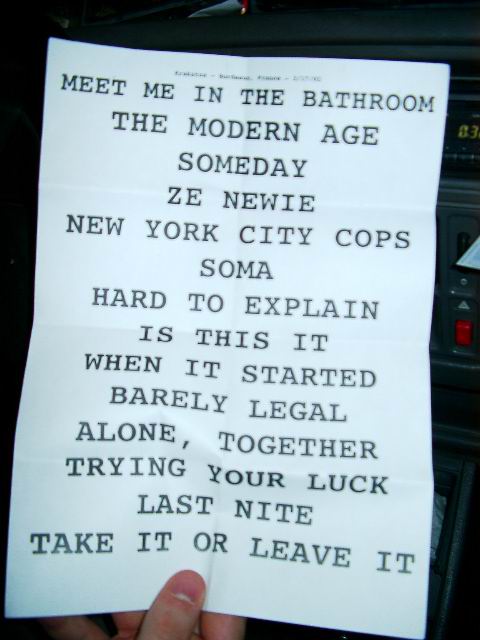 MEET ME IN THE BATHROOM
THE MODERN AGE
SOMEDAY
ZE NEWIE
NEW YORK CITY COPS
SOMA
HARD TO EXPLAIN
IS THIS IT
WHEN IT STARTED
BARELY LEGAL
ALONE, TOGETHER
TRYING YOUR LUCK
LAST NITE
TAKE IT OR LEAVE IT